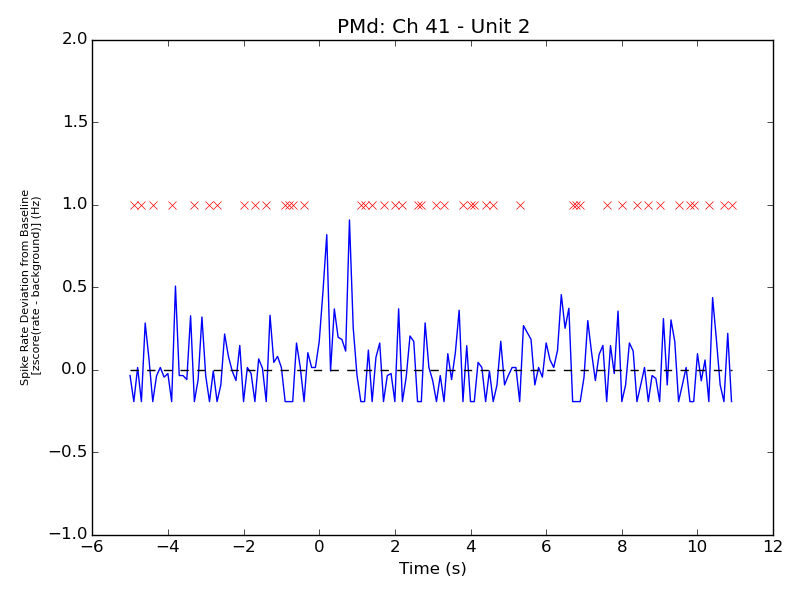 PMd: Ch 41 - Unit 2
2.0
1.5
1.0
0.5
0.0
−0.5
−1.0
Spike Rate Deviation from Baseline
[zscore(rate - background)] (Hz)
−6 −4 −2 0 2 4 6 8 10 12
Time (s)